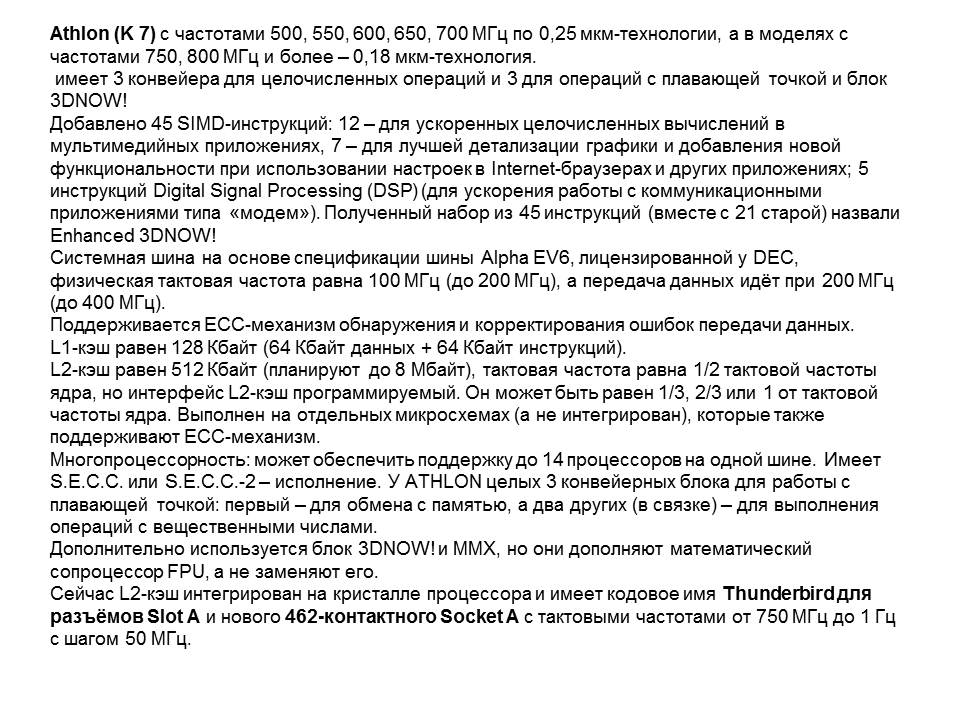 Athlon (K 7) с частотами 500, 550, 600, 650, 700 МГц по 0,25 мкм-технологии, а в моделях с
частотами 750, 800 МГц и более – 0,18 мкм-технология.
имеет 3 конвейера для целочисленных операций и 3 для операций с плавающей точкой и блок
3DNOW!
Добавлено 45 SIMD-инструкций: 12 – для ускоренных целочисленных вычислений в
мультимедийных приложениях, 7 – для лучшей детализации графики и добавления новой
функциональности при использовании настроек в Internet-браузерах и других приложениях; 5
инструкций Digital Signal Processing (DSP) (для ускорения работы с коммуникационными
приложениями типа «модем»). Полученный набор из 45 инструкций (вместе с 21 старой) назвали
Enhanced 3DNOW!
Системная шина на основе спецификации шины Alpha EV6, лицензированной у DEC,
физическая тактовая частота равна 100 МГц (до 200 МГц), а передача данных идёт при 200 МГц
(до 400 МГц).
Поддерживается ECC-механизм обнаружения и корректирования ошибок передачи данных.
L1-кэш равен 128 Кбайт (64 Кбайт данных + 64 Кбайт инструкций).
L2-кэш равен 512 Кбайт (планируют до 8 Мбайт), тактовая частота равна 1/2 тактовой частоты
ядра, но интерфейс L2-кэш программируемый. Он может быть равен 1/3, 2/3 или 1 от тактовой
частоты ядра. Выполнен на отдельных микросхемах (а не интегрирован), которые также
поддерживают ECC-механизм.
Многопроцессорность: может обеспечить поддержку до 14 процессоров на одной шине. Имеет
S.E.C.C. или S.E.C.C.-2 – исполнение. У ATHLON целых 3 конвейерных блока для работы с
плавающей точкой: первый – для обмена с памятью, а два других (в связке) – для выполнения
операций с вещественными числами.
Дополнительно используется блок 3DNOW! и MMX, но они дополняют математический
сопроцессор FPU, а не заменяют его.
Сейчас L2-кэш интегрирован на кристалле процессора и имеет кодовое имя Thunderbird для
разъёмов Slot A и нового 462-контактного Socket A с тактовыми частотами от 750 МГц до 1 Гц
с шагом 50 МГц.